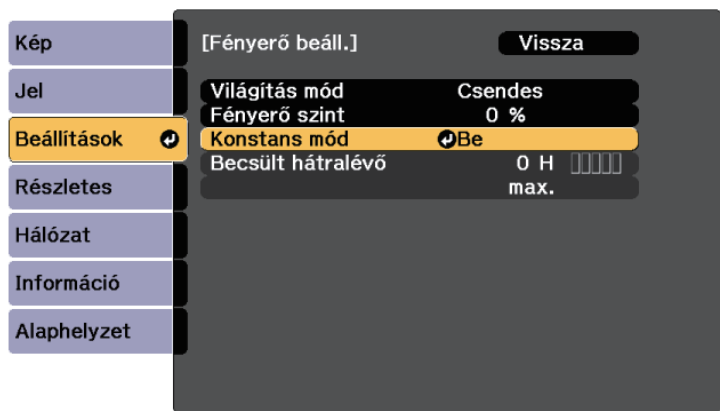 Kép
Jel
Beállítások
Részletes
Hálózat
Információ
Alaphelyzet
[Fényerő beáll.] Vissza
Világítás mód Csendes
Fényerő szint 0 %
Konstans mód Be
Becsült hátralévő 0 H
max.